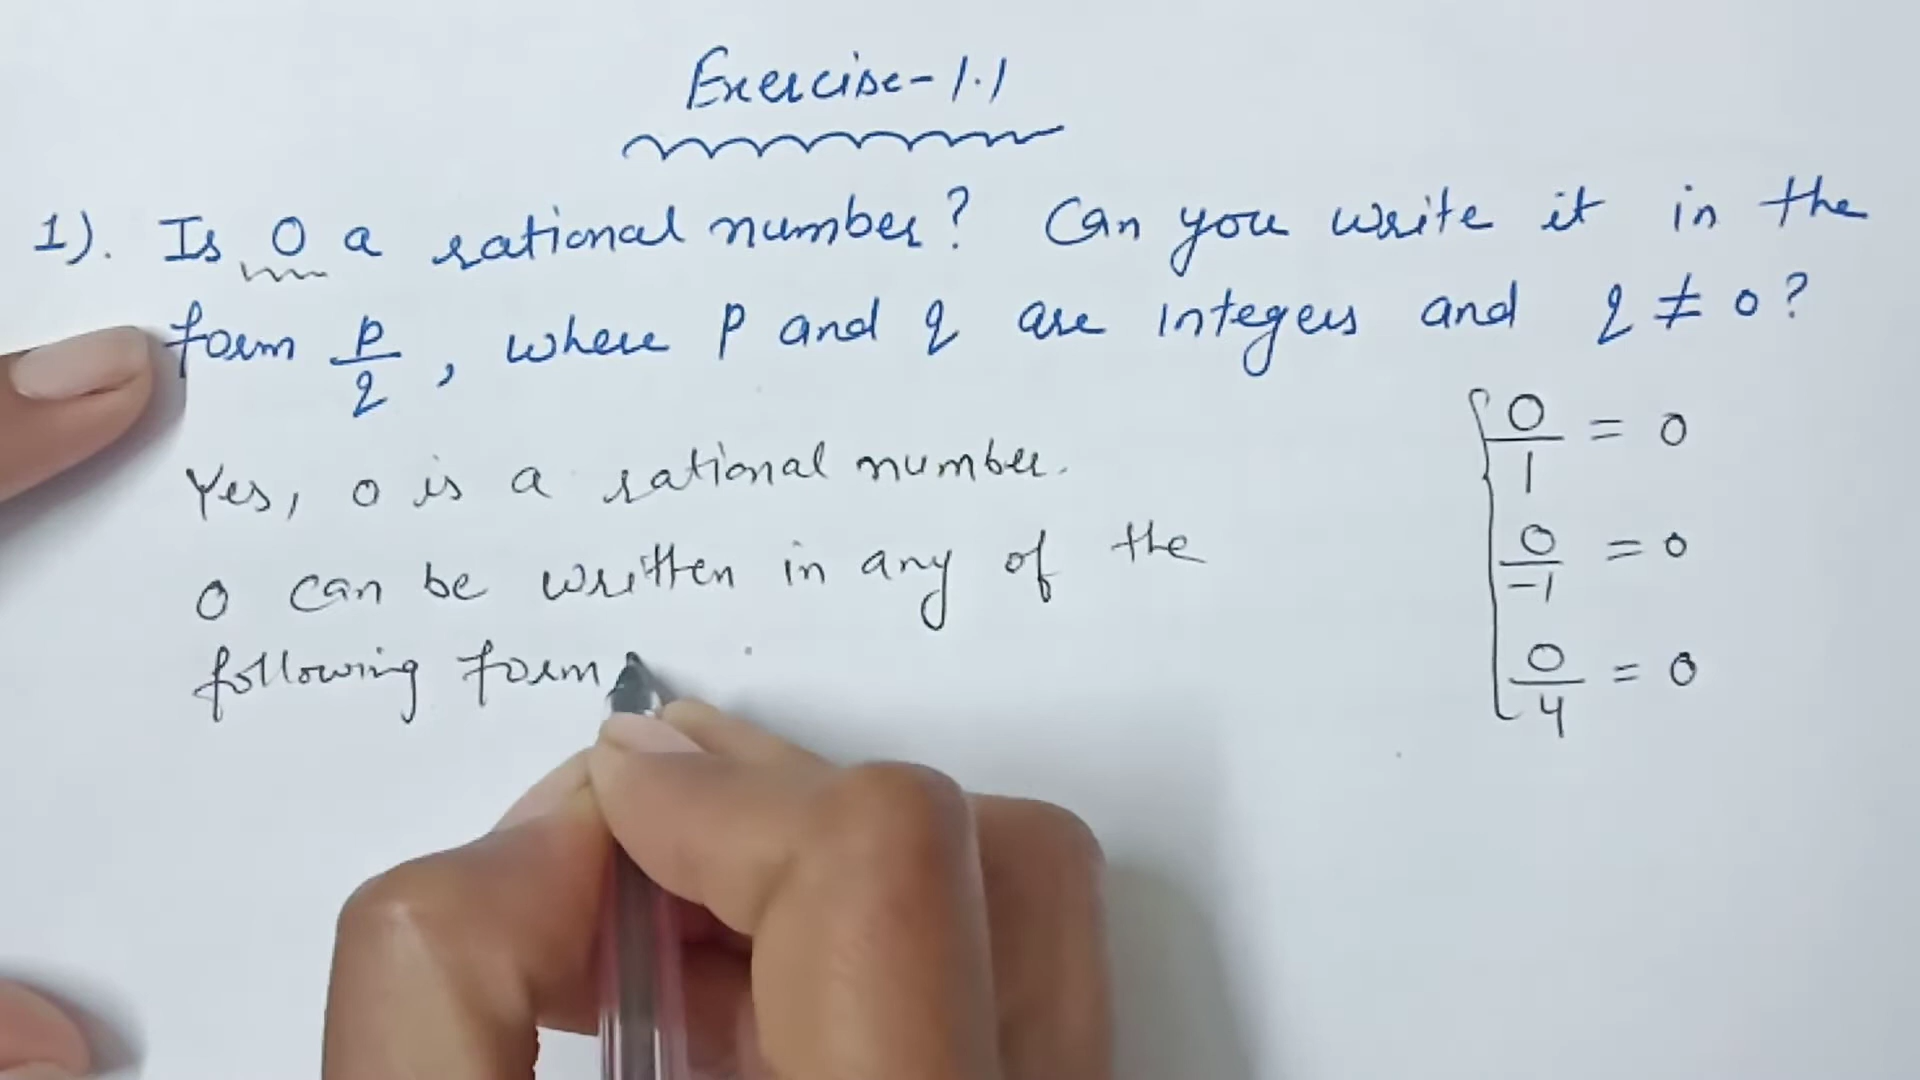 Exercise-1.1
1). Is 0 a rational number? Can you write it in the
form p/q, where p and q are integers and q ≠ 0?
Yes, 0 is a rational number.
0 can be written in any of the
following form
0/1 = 0
0/-1 = 0
0/4 = 0